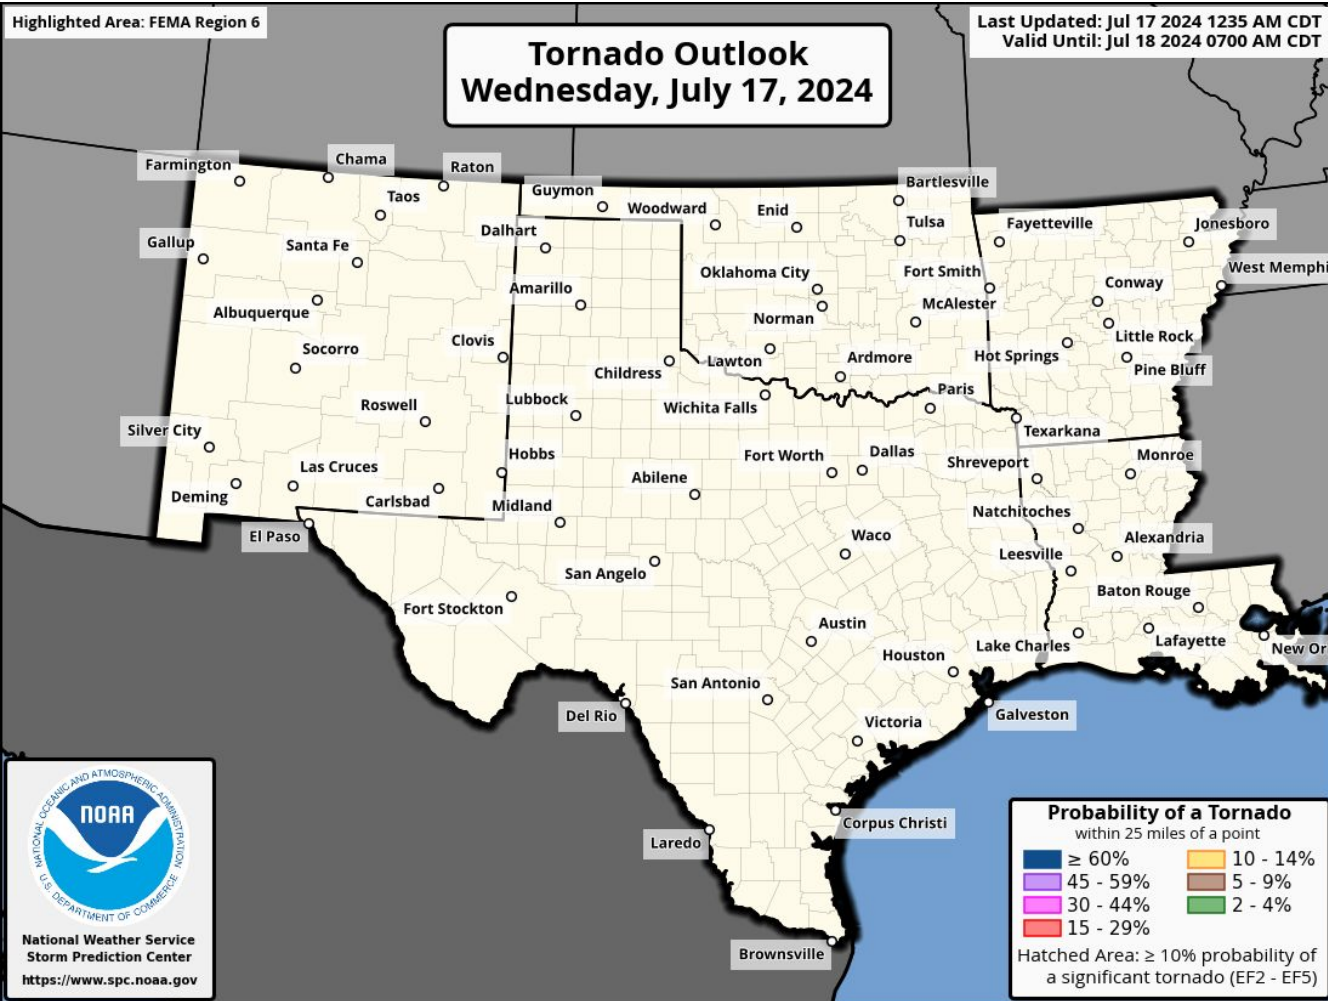 Highlighted Area: FEMA Region 6
Last Updated: Jul 17 2024 1235 AM CDT
Valid Until: Jul 18 2024 0700 AM CDT
Tornado Outlook
Wednesday, July 17, 2024
Farmington
Chama
Raton
Taos
Guymon
Woodward
Enid
Bartlesville
Tulsa
Fayetteville
Jonesboro
Gallup
Santa Fe
Dalhart
Oklahoma City
Fort Smith
West Memphi
Albuquerque
Amarillo
Norman
McAlester
Conway
Socorro
Clovis
Childress
Lawton
Ardmore
Hot Springs
Little Rock
Pine Bluff
Roswell
Lubbock
Wichita Falls
Paris
Texarkana
Silver City
Las Cruces
Hobbs
Abilene
Fort Worth
Dallas
Shreveport
Monroe
Deming
Carlsbad
Midland
Natchitoches
El Paso
San Angelo
Waco
Leesville
Alexandria
Fort Stockton
Austin
Baton Rouge
Houston
Lake Charles
Lafayette
New Or
San Antonio
Del Rio
Victoria
Galveston
Laredo
Corpus Christi
Brownsville
NATIONAL OCEANIC AND ATMOSPHERIC ADMINISTRATION
NOAA
U.S. DEPARTMENT OF COMMERCE
National Weather Service
Storm Prediction Center
https://www.spc.noaa.gov
Probability of a Tornado
within 25 miles of a point
≥ 60%
45 - 59%
30 - 44%
15 - 29%
10 - 14%
5 - 9%
2 - 4%
Hatched Area: ≥ 10% probability of
a significant tornado (EF2 - EF5)